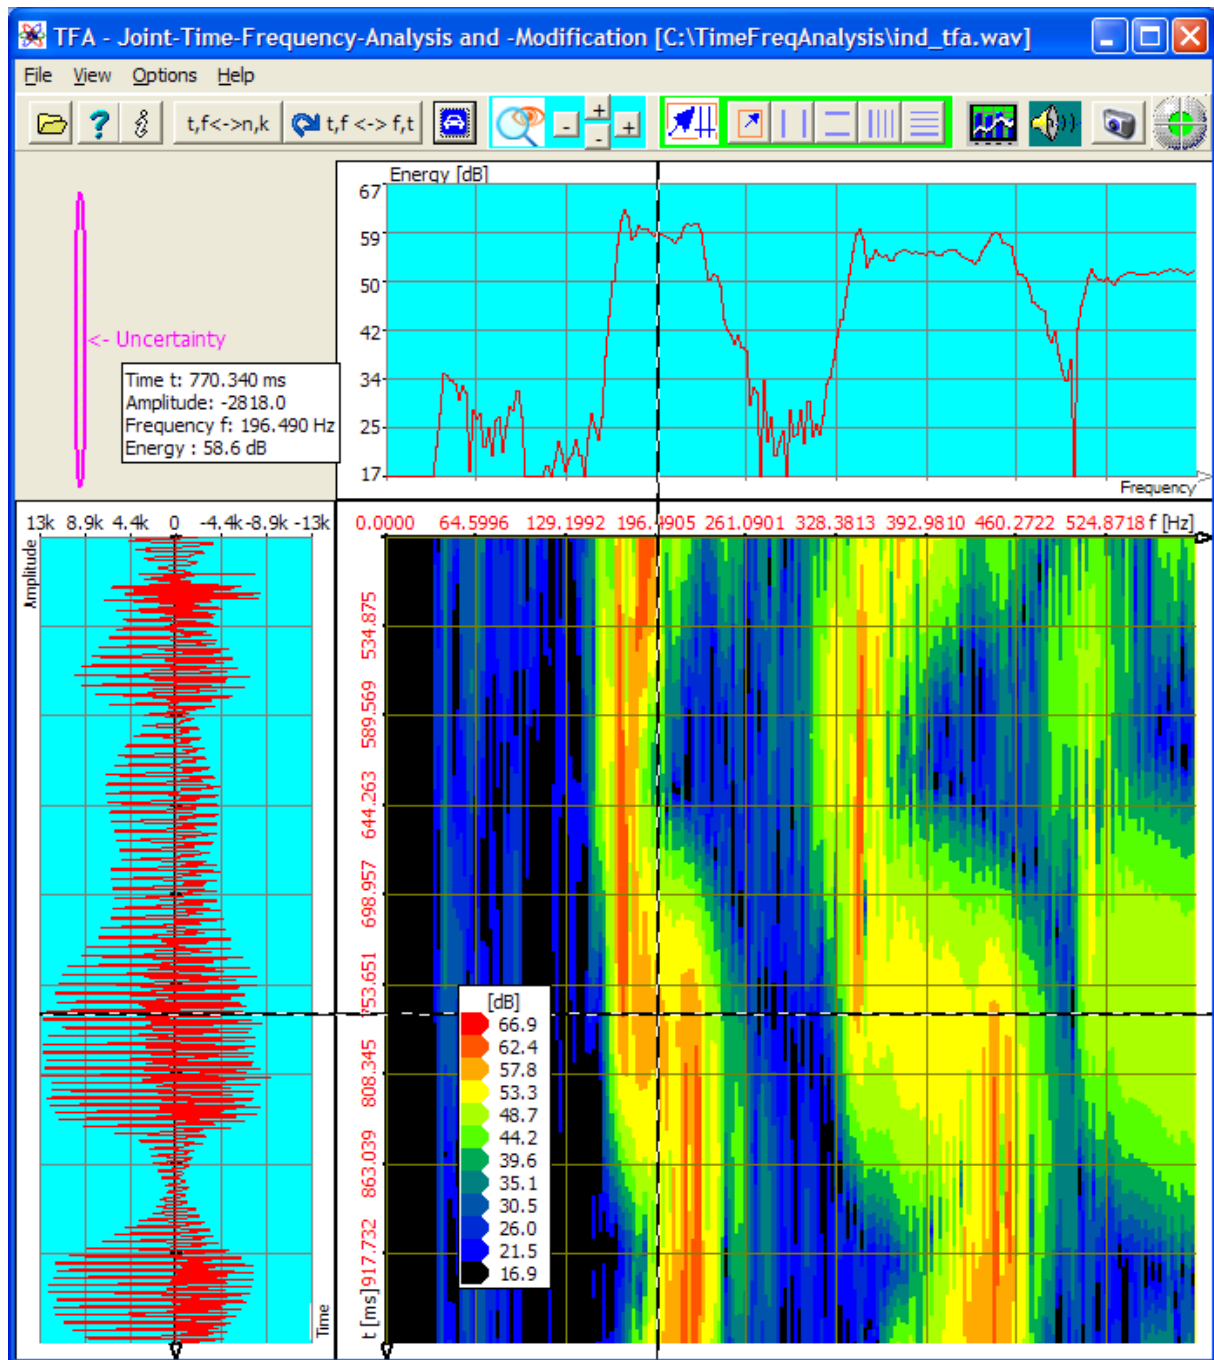 TFA - Joint-Time-Frequency-Analysis and -Modification [C:\TimeFreqAnalysis\ind_tfa.wav]
File View Options Help
t,f<->n,k t,f <-> f,t - + - +
Energy [dB]
67
59
50
42
34
25
17
Frequency
<- Uncertainty
Time t: 770.340 ms
Amplitude: -2818.0
Frequency f: 196.490 Hz
Energy : 58.6 dB
13k 8.9k 4.4k 0 -4.4k -8.9k -13k
Amplitude
Time
0.0000 64.5996 129.1992 196.4905 261.0901 328.3813 392.9810 460.2722 524.8718 f [Hz]
534.875
589.569
644.263
698.957
753.651
808.345
863.039
917.732
t [ms]
[dB]
66.9
62.4
57.8
53.3
48.7
44.2
39.6
35.1
30.5
26.0
21.5
16.9